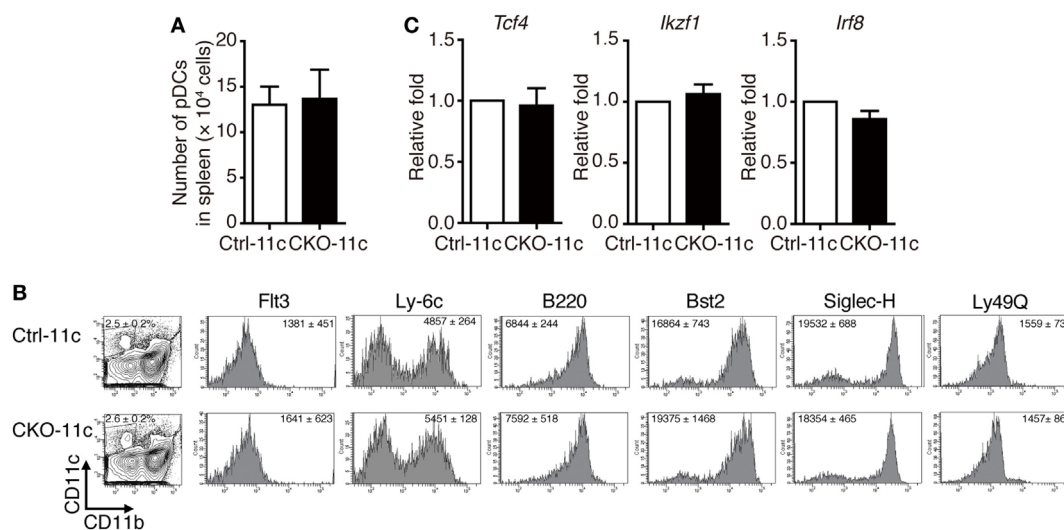 A
Number of pDCs
in spleen (× 10⁴ cells)
20
15
10
5
0
Ctrl-11c CKO-11c
C
Tcf4
Relative fold
1.5
1.0
0.5
0.0
Ctrl-11c CKO-11c
Ikzf1
Relative fold
1.5
1.0
0.5
0.0
Ctrl-11c CKO-11c
Irf8
Relative fold
1.5
1.0
0.5
0.0
Ctrl-11c CKO-11c
B
Flt3 Ly-6c B220 Bst2 Siglec-H Ly49Q
Ctrl-11c
2.5 ± 0.2%
1381 ± 451
4857 ± 264
6844 ± 244
16864 ± 743
19532 ± 688
1559 ± 73
CKO-11c
2.6 ± 0.2%
1641 ± 623
5451 ± 128
7592 ± 518
19375 ± 1468
18354 ± 465
1457± 86
CD11c
CD11b